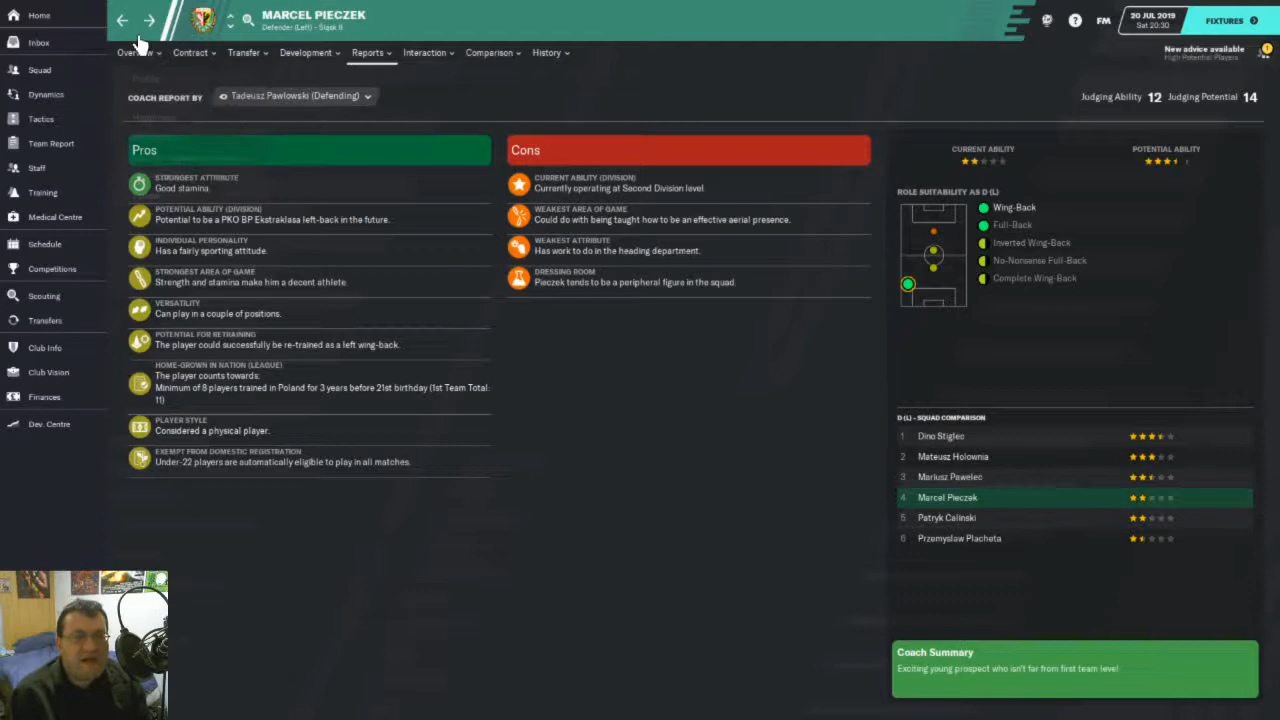 Home
MARCEL PIECZEK
Defender (Left) - Śląsk II
FM
20 JUL 2019
Sat 20:30
FIXTURES
Inbox
Overview
Contract
Transfer
Development
Reports
Interaction
Comparison
History
New advice available
High Potential Players
Squad
Dynamics
Tactics
Team Report
Staff
Training
Medical Centre
Schedule
Competitions
Scouting
Transfers
Club Info
Club Vision
Finances
Dev. Centre
COACH REPORT BY
Tadeusz Pawlowski (Defending)
Judging Ability 12 Judging Potential 14
Pros
STRONGEST ATTRIBUTE
Good stamina.
POTENTIAL ABILITY (DIVISION)
Potential to be a PKO BP Ekstraklasa left-back in the future.
INDIVIDUAL PERSONALITY
Has a fairly sporting attitude.
STRONGEST AREA OF GAME
Strength and stamina make him a decent athlete.
VERSATILITY
Can play in a couple of positions.
POTENTIAL FOR RETRAINING
The player could successfully be re-trained as a left wing-back.
HOME-GROWN IN NATION (LEAGUE)
The player counts towards:
Minimum of 8 players trained in Poland for 3 years before 21st birthday (1st Team Total:
11)
PLAYER STYLE
Considered a physical player.
EXEMPT FROM DOMESTIC REGISTRATION
Under-22 players are automatically eligible to play in all matches.
Cons
CURRENT ABILITY (DIVISION)
Currently operating at Second Division level.
WEAKEST AREA OF GAME
Could do with being taught how to be an effective aerial presence.
WEAKEST ATTRIBUTE
Has work to do in the heading department.
DRESSING ROOM
Pieczek tends to be a peripheral figure in the squad.
CURRENT ABILITY
POTENTIAL ABILITY
ROLE SUITABILITY AS D (L)
Wing-Back
Full-Back
Inverted Wing-Back
No-Nonsense Full-Back
Complete Wing-Back
D (L) - SQUAD COMPARISON
1 Dino Stiglec
2 Mateusz Holownia
3 Mariusz Pawelec
4 Marcel Pieczek
5 Patryk Calinski
6 Przemyslaw Placheta
Coach Summary
Exciting young prospect who isn't far from first team level